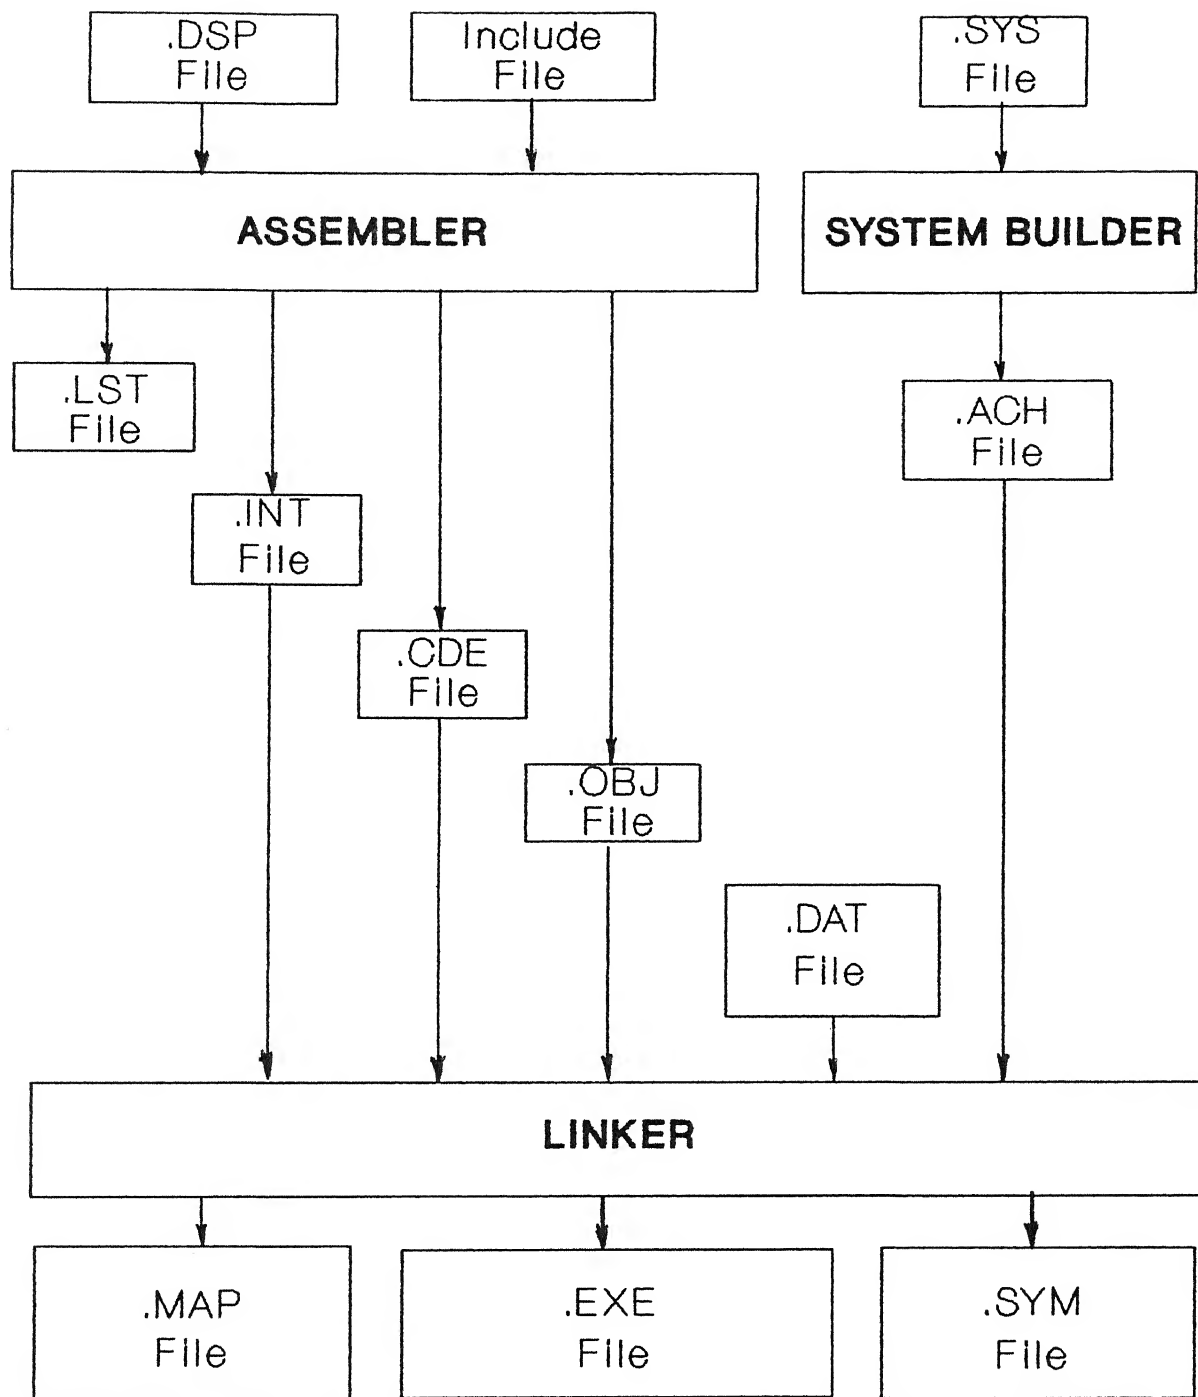 .DSP
File
Include
File
.SYS
File
ASSEMBLER
SYSTEM BUILDER
.LST
File
.ACH
File
.INT
File
.CDE
File
.OBJ
File
.DAT
File
LINKER
.MAP
File
.EXE
File
.SYM
File